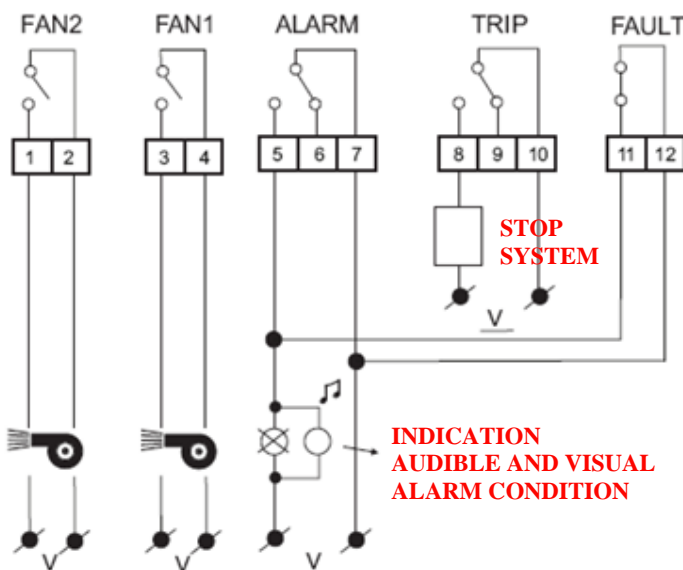 FAN2 FAN1 ALARM TRIP FAULT
1 2 3 4 5 6 7 8 9 10 11 12
STOP
SYSTEM
V
INDICATION
AUDIBLE AND VISUAL
ALARM CONDITION
V V V